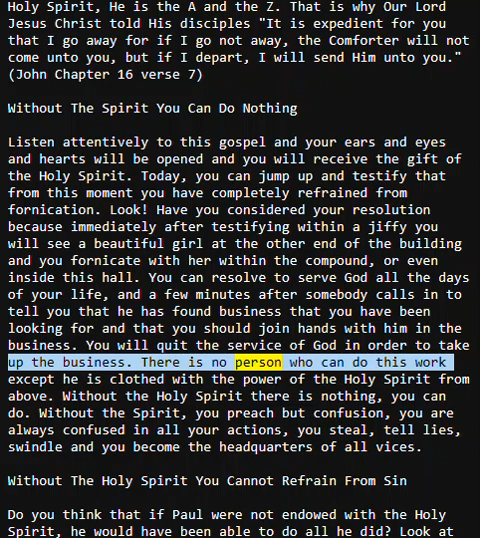 Holy Spirit, He is the A and the Z. That is why Our Lord
Jesus Christ told His disciples "It is expedient for you
that I go away for if I go not away, the Comforter will not
come unto you, but if I depart, I will send Him unto you."
(John Chapter 16 verse 7)
Without The Spirit You Can Do Nothing
Listen attentively to this gospel and your ears and eyes
and hearts will be opened and you will receive the gift of
the Holy Spirit. Today, you can jump up and testify that
from this moment you have completely refrained from
fornication. Look! Have you considered your resolution
because immediately after testifying within a jiffy you
will see a beautiful girl at the other end of the building
and you fornicate with her within the compound, or even
inside this hall. You can resolve to serve God all the days
of your life, and a few minutes after somebody calls in to
tell you that he has found business that you have been
looking for and that you should join hands with him in the
business. You will quit the service of God in order to take
up the business. There is no person who can do this work
except he is clothed with the power of the Holy Spirit from
above. Without the Holy Spirit there is nothing, you can
do. Without the Spirit, you preach but confusion, you are
always confused in all your actions, you steal, tell lies,
swindle and you become the headquarters of all vices.
Without The Holy Spirit You Cannot Refrain From Sin
Do you think that if Paul were not endowed with the Holy
Spirit, he would have been able to do all he did? Look at